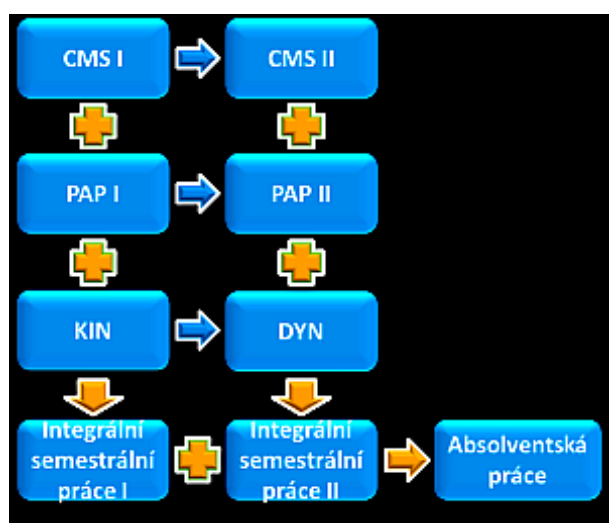 CMS I
CMS II
PAP I
PAP II
KIN
DYN
Integrální
semestrální
práce I
Integrální
semestrální
práce II
Absolventská
práce